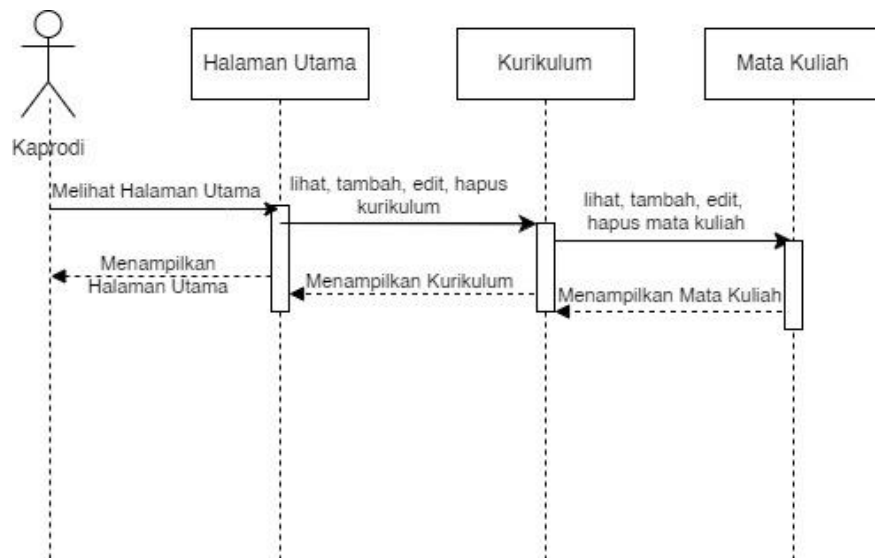 Halaman Utama
Kurikulum
Mata Kuliah
Kaprodi
Melihat Halaman Utama
lihat, tambah, edit, hapus
kurikulum
lihat, tambah, edit,
hapus mata kuliah
Menampilkan
Halaman Utama
Menampilkan Kurikulum
Menampilkan Mata Kuliah